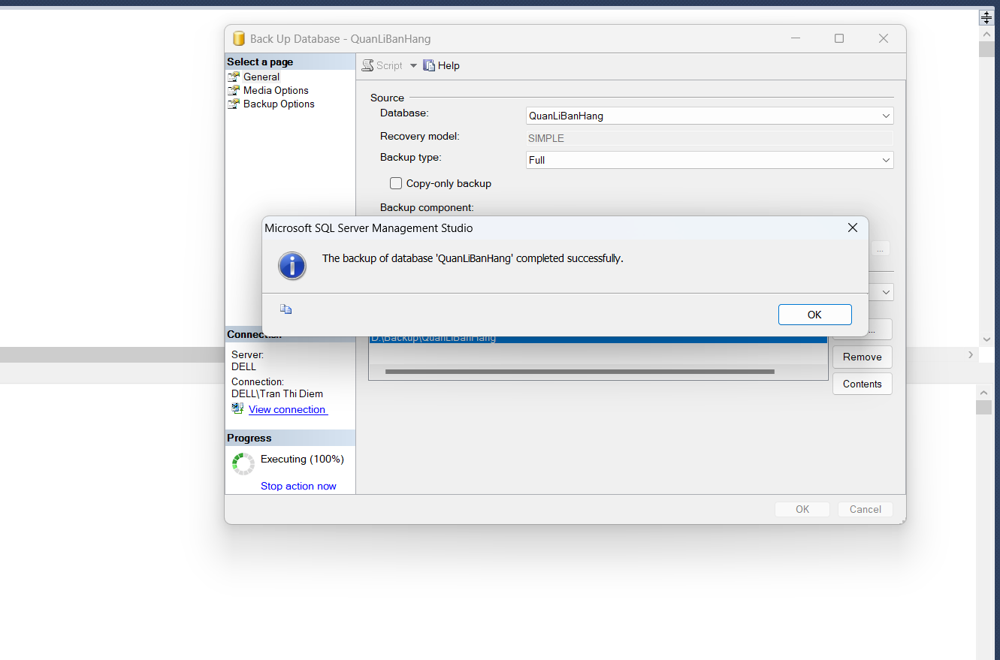 Back Up Database - QuanLiBanHang
Select a page
General
Media Options
Backup Options
Script
Help
Source
Database:
QuanLiBanHang
Recovery model:
SIMPLE
Backup type:
Full
Copy-only backup
Backup component:
...
Microsoft SQL Server Management Studio
The backup of database 'QuanLiBanHang' completed successfully.
OK
...
D:\Backup\QuanLiBanHang
Remove
Contents
Connection
Server:
DELL
Connection:
DELL\Tran Thi Diem
View connection
Progress
Executing (100%)
Stop action now
OK
Cancel